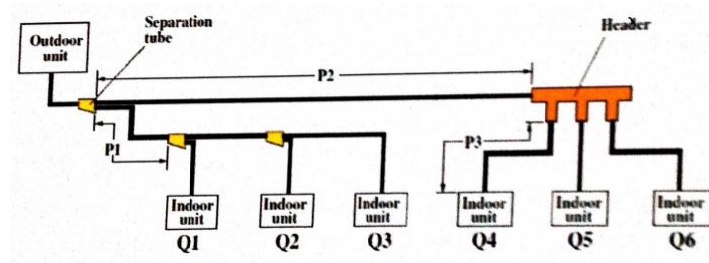 Separation
tube
Header
Outdoor
unit
P2
P1
P3
Indoor
unit
Indoor
unit
Indoor
unit
Indoor
unit
Indoor
unit
Indoor
unit
Q1
Q2
Q3
Q4
Q5
Q6